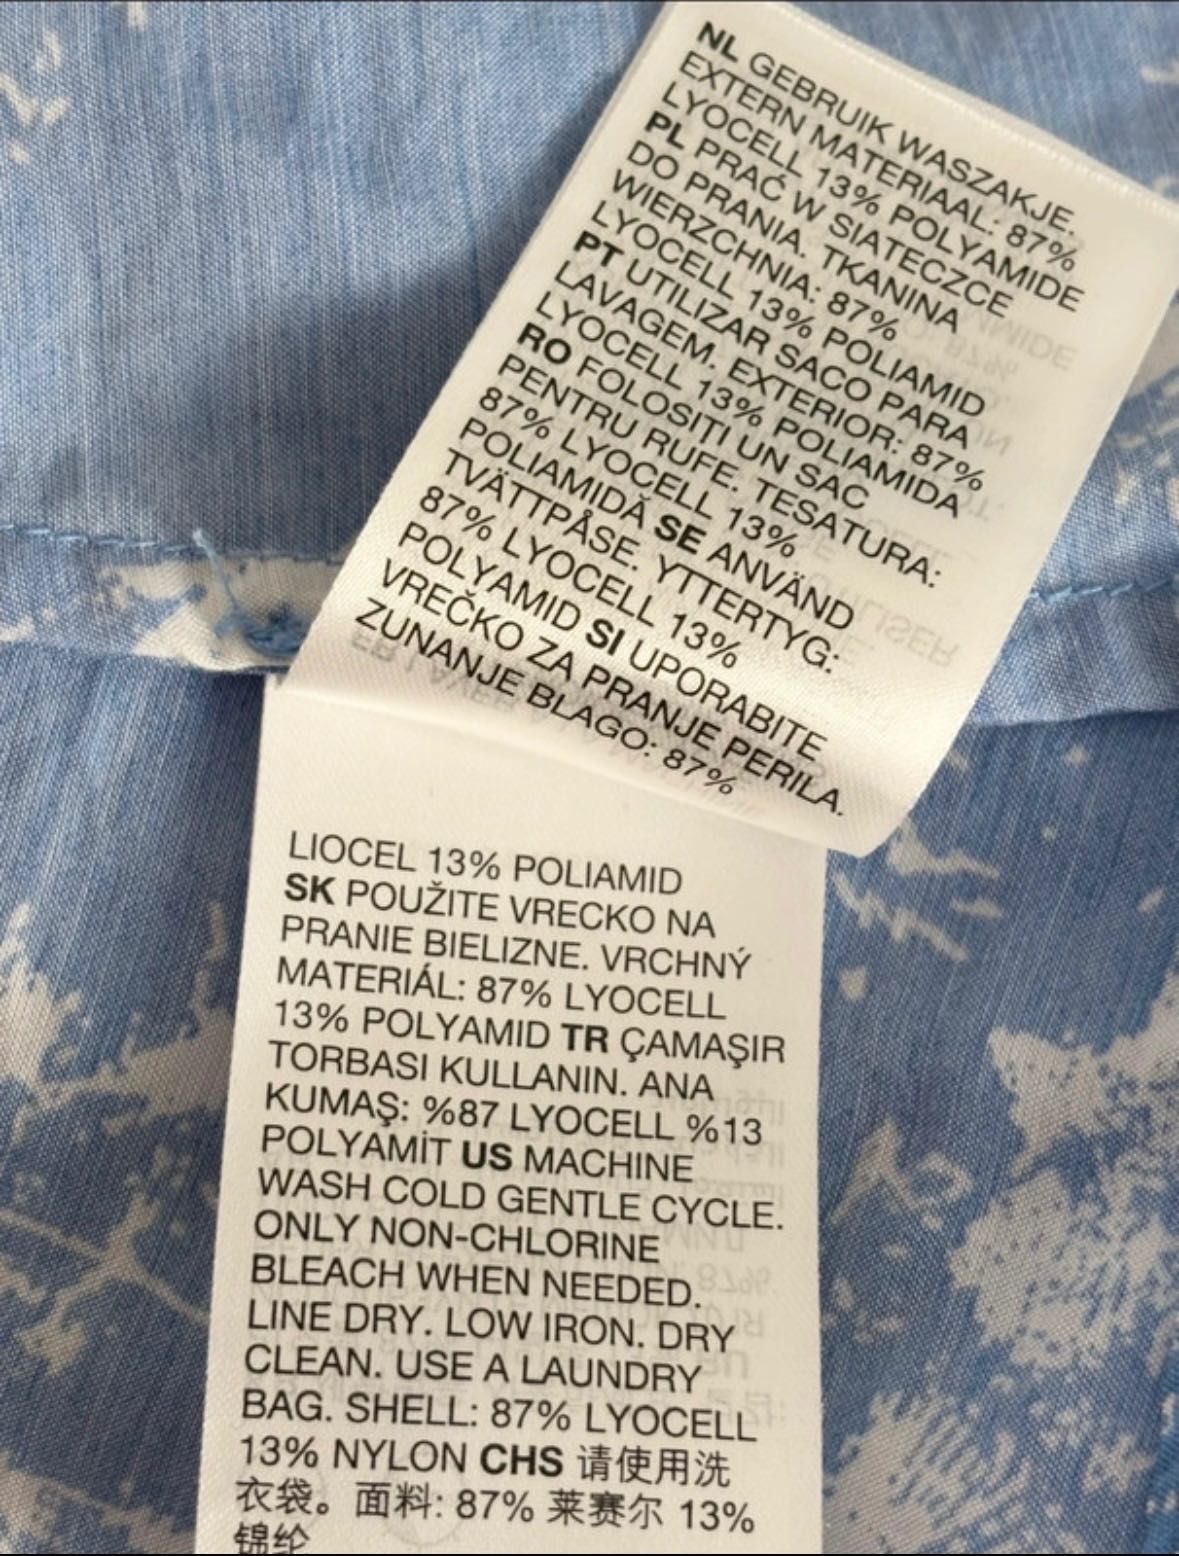 NL GEBRUIK WASZAKJE.
EXTERN MATERIAAL: 87%
LYOCELL 13% POLYAMIDE
PL PRAĆ W SIATECZCE
DO PRANIA. TKANINA
WIERZCHNIA: 87%
LYOCELL 13% POLIAMID
PT UTILIZAR SACO PARA
LAVAGEM. EXTERIOR: 87%
LYOCELL 13% POLIAMIDA
RO FOLOSITI UN SAC
PENTRU RUFE. TESATURA:
87% LYOCELL 13%
POLIAMIDĂ SE ANVÄND
TVÄTTPÅSE. YTTERTYG:
87% LYOCELL 13%
POLYAMID SI UPORABITE
VREČKO ZA PRANJE PERILA.
ZUNANJE BLAGO: 87%
LIOCEL 13% POLIAMID
SK POUŽITE VRECKO NA
PRANIE BIELIZNE. VRCHNÝ
MATERIÁL: 87% LYOCELL
13% POLYAMID TR ÇAMAŞIR
TORBASI KULLANIN. ANA
KUMAŞ: %87 LYOCELL %13
POLYAMİT US MACHINE
WASH COLD GENTLE CYCLE.
ONLY NON-CHLORINE
BLEACH WHEN NEEDED.
LINE DRY. LOW IRON. DRY
CLEAN. USE A LAUNDRY
BAG. SHELL: 87% LYOCELL
13% NYLON CHS 请使用洗
衣袋。面料: 87% 莱赛尔 13%
锦纶